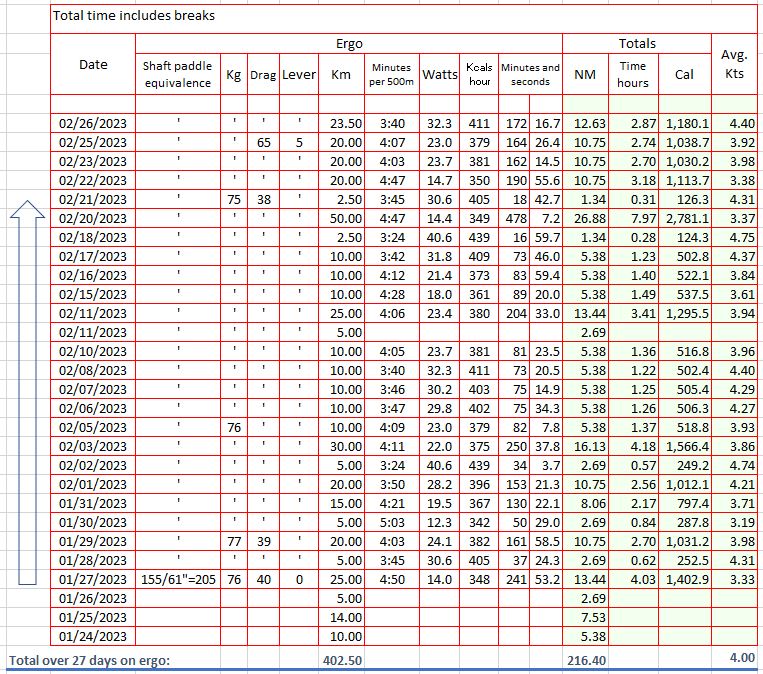 Total time includes breaks
Ergo Totals
Date Shaft paddle equivalence Kg Drag Lever Km Minutes per 500m Watts Kcals hour Minutes and seconds NM Time hours Cal Avg. Kts
02/26/2023 ' ' ' ' 23.50 3:40 32.3 411 172 16.7 12.63 2.87 1,180.1 4.40
02/25/2023 ' ' 65 5 20.00 4:07 23.0 379 164 26.4 10.75 2.74 1,038.7 3.92
02/23/2023 ' ' ' ' 20.00 4:03 23.7 381 162 14.5 10.75 2.70 1,030.2 3.98
02/22/2023 ' ' ' ' 20.00 4:47 14.7 350 190 55.6 10.75 3.18 1,113.7 3.38
02/21/2023 ' 75 38 ' 2.50 3:45 30.6 405 18 42.7 1.34 0.31 126.3 4.31
02/20/2023 ' ' ' ' 50.00 4:47 14.4 349 478 7.2 26.88 7.97 2,781.1 3.37
02/18/2023 ' ' ' ' 2.50 3:24 40.6 439 16 59.7 1.34 0.28 124.3 4.75
02/17/2023 ' ' ' ' 10.00 3:42 31.8 409 73 46.0 5.38 1.23 502.8 4.37
02/16/2023 ' ' ' ' 10.00 4:12 21.4 373 83 59.4 5.38 1.40 522.1 3.84
02/15/2023 ' ' ' ' 10.00 4:28 18.0 361 89 20.0 5.38 1.49 537.5 3.61
02/11/2023 ' ' ' ' 25.00 4:06 23.4 380 204 33.0 13.44 3.41 1,295.5 3.94
02/11/2023 ' ' ' ' 5.00 2.69
02/10/2023 ' ' ' ' 10.00 4:05 23.7 381 81 23.5 5.38 1.36 516.8 3.96
02/08/2023 ' ' ' ' 10.00 3:40 32.3 411 73 20.5 5.38 1.22 502.4 4.40
02/07/2023 ' ' ' ' 10.00 3:46 30.2 403 75 14.9 5.38 1.25 505.4 4.29
02/06/2023 ' ' ' ' 10.00 3:47 29.8 402 75 34.3 5.38 1.26 506.3 4.27
02/05/2023 ' 76 ' ' 10.00 4:09 23.0 379 82 7.8 5.38 1.37 518.8 3.93
02/03/2023 ' ' ' ' 30.00 4:11 22.0 375 250 37.8 16.13 4.18 1,566.4 3.86
02/02/2023 ' ' ' ' 5.00 3:24 40.6 439 34 3.7 2.69 0.57 249.2 4.74
02/01/2023 ' ' ' ' 20.00 3:50 28.2 396 153 21.3 10.75 2.56 1,012.1 4.21
01/31/2023 ' ' ' ' 15.00 4:21 19.5 367 130 22.1 8.06 2.17 797.4 3.71
01/30/2023 ' ' ' ' 5.00 5:03 12.3 342 50 29.0 2.69 0.84 287.8 3.19
01/29/2023 ' 77 39 ' 20.00 4:03 24.1 382 161 58.5 10.75 2.70 1,031.2 3.98
01/28/2023 ' ' ' ' 5.00 3:45 30.6 405 37 24.3 2.69 0.62 252.5 4.31
01/27/2023 155/61"=205 76 40 0 25.00 4:50 14.0 348 241 53.2 13.44 4.03 1,402.9 3.33
01/26/2023 5.00 2.69
01/25/2023 14.00 7.53
01/24/2023 10.00 5.38
Total over 27 days on ergo: 402.50 216.40 4.00